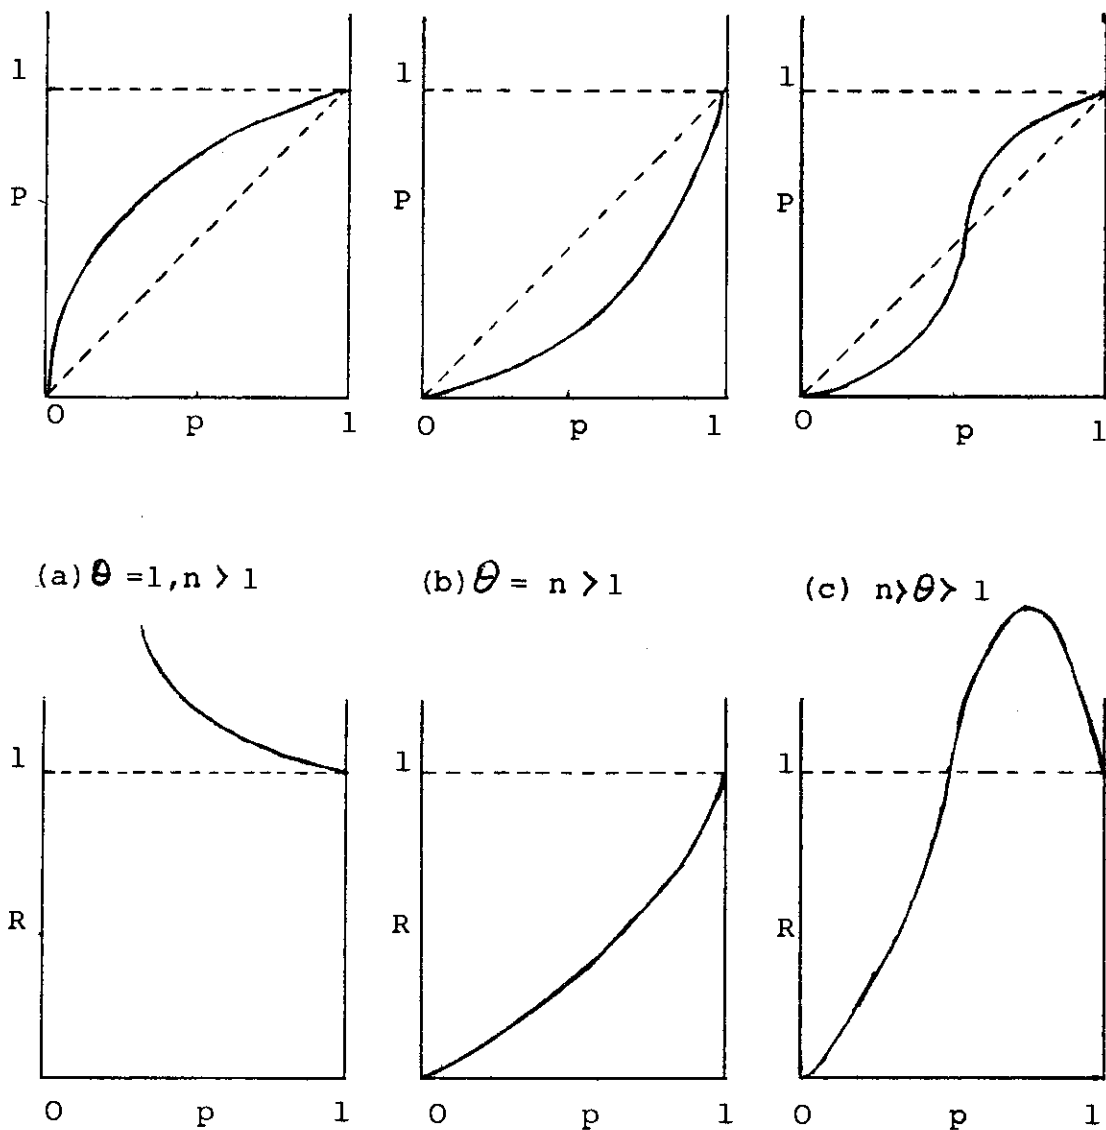 1 1 1
P P P
0 p 1 0 p 1 0 p 1
(a) θ =1, n > 1 (b) θ = n > 1 (c) n>θ> 1
1 1 1
R R R
0 p 1 0 p 1 0 p 1